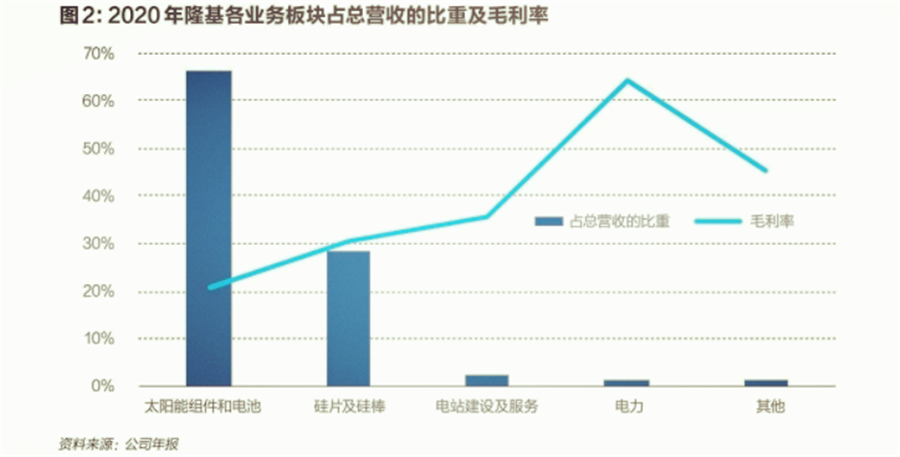 图2：2020年隆基各业务板块占总营收的比重及毛利率
70%
60%
50%
40%
30%
20%
10%
0%
占总营收的比重 毛利率
太阳能组件和电池 硅片及硅棒 电站建设及服务 电力 其他
资料来源：公司年报